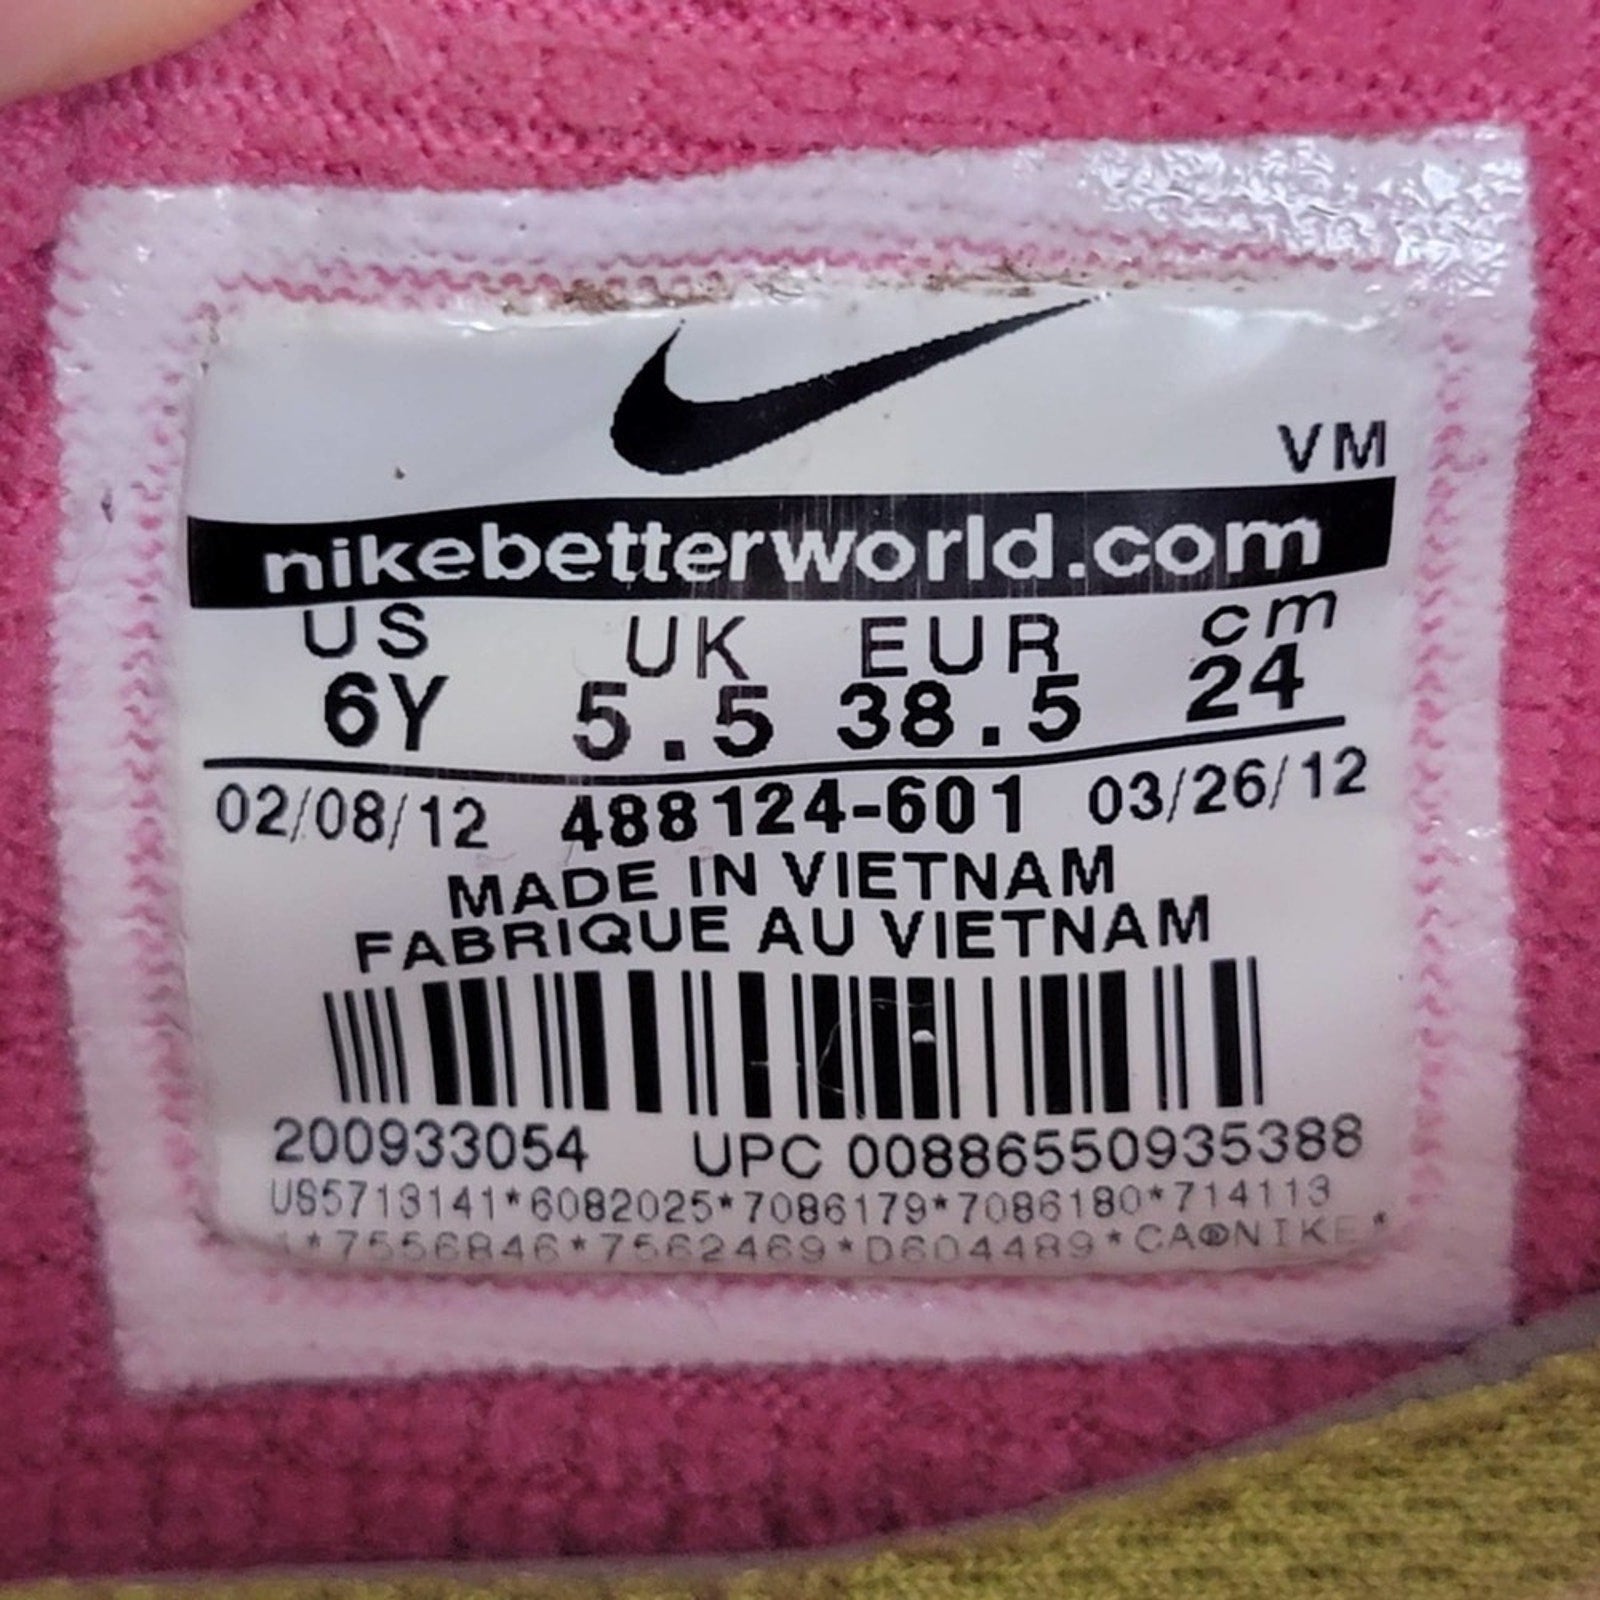 VM
nikebetterworld.com
US UK EUR cm
6Y 5.5 38.5 24
02/08/12 488124-601 03/26/12
MADE IN VIETNAM
FABRIQUE AU VIETNAM
200933054 UPC 00886550935388
US5713141*6082025*7086179*7086180*714113
*7556846*7562469*D604489*CA®NIKE*